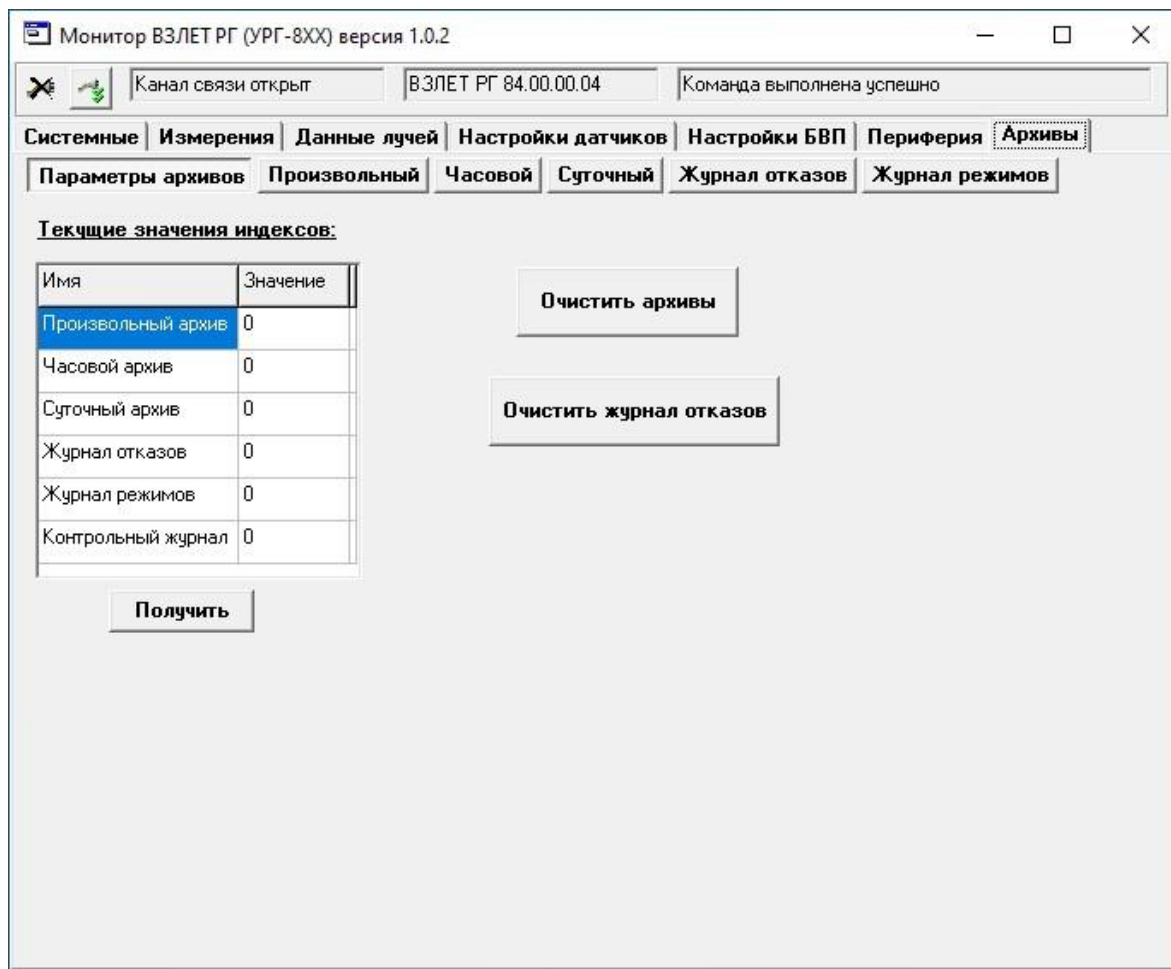 Монитор ВЗЛЕТ РГ (УРГ-8ХХ) версия 1.0.2
Канал связи открыт ВЗЛЕТ РГ 84.00.00.04 Команда выполнена успешно
Системные Измерения Данные лучей Настройки датчиков Настройки БВП Периферия Архивы
Параметры архивов Произвольный Часовой Суточный Журнал отказов Журнал режимов
Текущие значения индексов:
Имя Значение
Произвольный архив 0
Часовой архив 0
Суточный архив 0
Журнал отказов 0
Журнал режимов 0
Контрольный журнал 0
Получить
Очистить архивы
Очистить журнал отказов